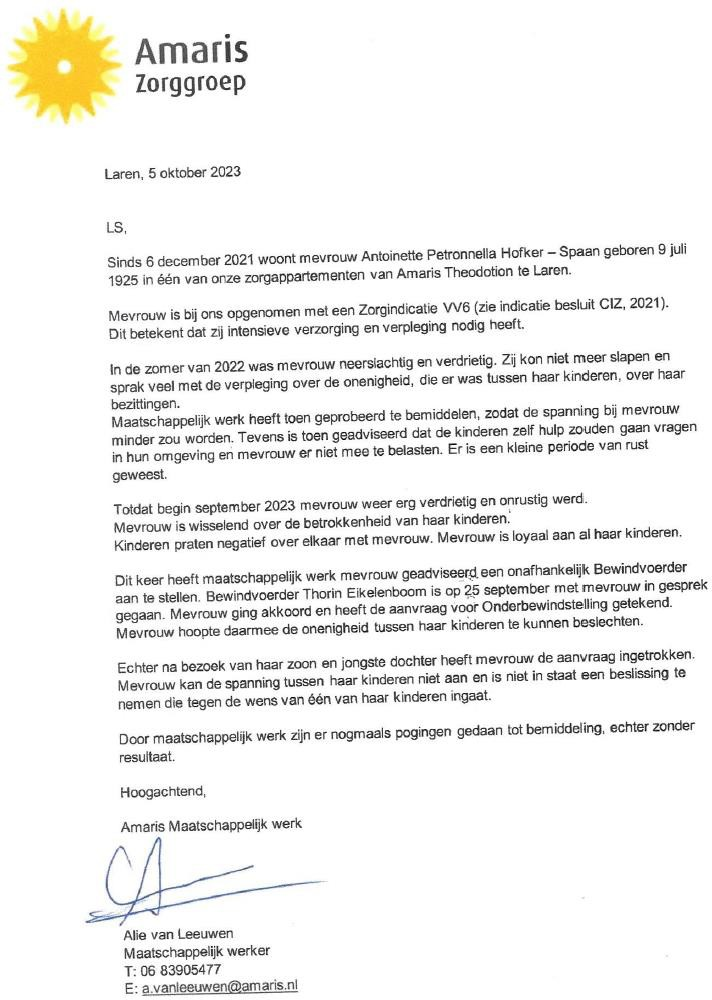 Amaris
Zorggroep
Laren, 5 oktober 2023
LS,
Sinds 6 december 2021 woont mevrouw Antoinette Petronnella Hofker – Spaan geboren 9 juli
1925 in één van onze zorgappartementen van Amaris Theodotion te Laren.
Mevrouw is bij ons opgenomen met een Zorgindicatie VV6 (zie indicatie besluit CIZ, 2021).
Dit betekent dat zij intensieve verzorging en verpleging nodig heeft.
In de zomer van 2022 was mevrouw neerslachtig en verdrietig. Zij kon niet meer slapen en
sprak veel met de verpleging over de onenigheid, die er was tussen haar kinderen, over haar
bezittingen.
Maatschappelijk werk heeft toen geprobeerd te bemiddelen, zodat de spanning bij mevrouw
minder zou worden. Tevens is toen geadviseerd dat de kinderen zelf hulp zouden gaan vragen
in hun omgeving en mevrouw er niet mee te belasten. Er is een kleine periode van rust
geweest.
Totdat begin september 2023 mevrouw weer erg verdrietig en onrustig werd.
Mevrouw is wisselend over de betrokkenheid van haar kinderen.
Kinderen praten negatief over elkaar met mevrouw. Mevrouw is loyaal aan al haar kinderen.
Dit keer heeft maatschappelijk werk mevrouw geadviseerd een onafhankelijk Bewindvoerder
aan te stellen. Bewindvoerder Thorin Eikelenboom is op 25 september met mevrouw in gesprek
gegaan. Mevrouw ging akkoord en heeft de aanvraag voor Onderbewindstelling getekend.
Mevrouw hoopte daarmee de onenigheid tussen haar kinderen te kunnen beslechten.
Echter na bezoek van haar zoon en jongste dochter heeft mevrouw de aanvraag ingetrokken.
Mevrouw kan de spanning tussen haar kinderen niet aan en is niet in staat een beslissing te
nemen die tegen de wens van één van haar kinderen ingaat.
Door maatschappelijk werk zijn er nogmaals pogingen gedaan tot bemiddeling, echter zonder
resultaat.
Hoogachtend,
Amaris Maatschappelijk werk
Alie van Leeuwen
Maatschappelijk werker
T: 06 83905477
E: a.vanleeuwen@amaris.nl